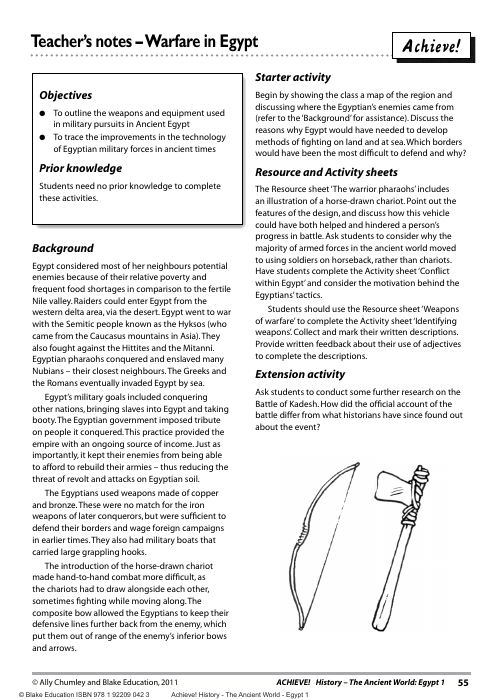 Teacher's notes – Warfare in Egypt
Achieve!
Objectives
● To outline the weapons and equipment used
in military pursuits in Ancient Egypt
● To trace the improvements in the technology
of Egyptian military forces in ancient times
Prior knowledge
Students need no prior knowledge to complete
these activities.
Background
Egypt considered most of her neighbours potential
enemies because of their relative poverty and
frequent food shortages in comparison to the fertile
Nile valley. Raiders could enter Egypt from the
western delta area, via the desert. Egypt went to war
with the Semitic people known as the Hyksos (who
came from the Caucasus mountains in Asia). They
also fought against the Hittites and the Mitanni.
Egyptian pharaohs conquered and enslaved many
Nubians – their closest neighbours. The Greeks and
the Romans eventually invaded Egypt by sea.
Egypt's military goals included conquering
other nations, bringing slaves into Egypt and taking
booty. The Egyptian government imposed tribute
on people it conquered. This practice provided the
empire with an ongoing source of income. Just as
importantly, it kept their enemies from being able
to afford to rebuild their armies – thus reducing the
threat of revolt and attacks on Egyptian soil.
The Egyptians used weapons made of copper
and bronze. These were no match for the iron
weapons of later conquerors, but were sufficient to
defend their borders and wage foreign campaigns
in earlier times. They also had military boats that
carried large grappling hooks.
The introduction of the horse-drawn chariot
made hand-to-hand combat more difficult, as
the chariots had to draw alongside each other,
sometimes fighting while moving along. The
composite bow allowed the Egyptians to keep their
defensive lines further back from the enemy, which
put them out of range of the enemy's inferior bows
and arrows.
Starter activity
Begin by showing the class a map of the region and
discussing where the Egyptian's enemies came from
(refer to the 'Background' for assistance). Discuss the
reasons why Egypt would have needed to develop
methods of fighting on land and at sea. Which borders
would have been the most difficult to defend and why?
Resource and Activity sheets
The Resource sheet 'The warrior pharaohs' includes
an illustration of a horse-drawn chariot. Point out the
features of the design, and discuss how this vehicle
could have both helped and hindered a person's
progress in battle. Ask students to consider why the
majority of armed forces in the ancient world moved
to using soldiers on horseback, rather than chariots.
Have students complete the Activity sheet 'Conflict
within Egypt' and consider the motivation behind the
Egyptians' tactics.
Students should use the Resource sheet 'Weapons
of warfare' to complete the Activity sheet 'Identifying
weapons'. Collect and mark their written descriptions.
Provide written feedback about their use of adjectives
to complete the descriptions.
Extension activity
Ask students to conduct some further research on the
Battle of Kadesh. How did the official account of the
battle differ from what historians have since found out
about the event?
© Ally Chumley and Blake Education, 2011
ACHIEVE! History – The Ancient World: Egypt 1 55
© Blake Education ISBN 978 1 92209 042 3 Achieve! History - The Ancient World - Egypt 1